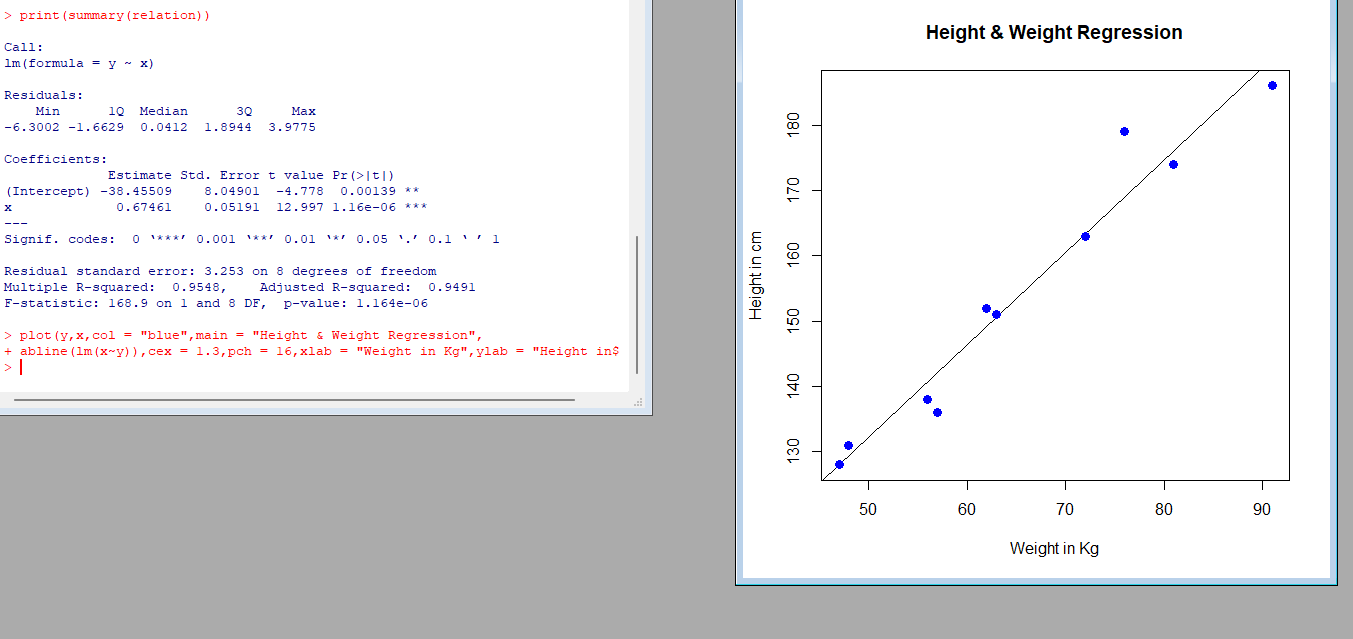 > print(summary(relation))
Call:
lm(formula = y ~ x)
Residuals:
    Min      1Q  Median      3Q     Max
-6.3002 -1.6629  0.0412  1.8944  3.9775
Coefficients:
             Estimate Std. Error t value Pr(>|t|)
(Intercept) -38.45509    8.04901  -4.778  0.00139 **
x             0.67461    0.05191  12.997 1.16e-06 ***
---
Signif. codes:  0 ‘***’ 0.001 ‘**’ 0.01 ‘*’ 0.05 ‘.’ 0.1 ‘ ’ 1
Residual standard error: 3.253 on 8 degrees of freedom
Multiple R-squared:  0.9548,    Adjusted R-squared:  0.9491
F-statistic: 168.9 on 1 and 8 DF,  p-value: 1.164e-06
> plot(y,x,col = "blue",main = "Height & Weight Regression",
+ abline(lm(x~y)),cex = 1.3,pch = 16,xlab = "Weight in Kg",ylab = "Height in$
>
Height & Weight Regression
Height in cm
180
170
160
150
140
130
50 60 70 80 90
Weight in Kg